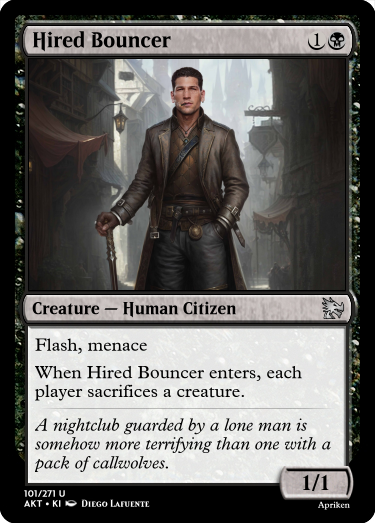 Hired Bouncer 1
Creature — Human Citizen
Flash, menace
When Hired Bouncer enters, each
player sacrifices a creature.
A nightclub guarded by a lone man is
somehow more terrifying than one with a
pack of callwolves.
1/1
101/271 U
AKT • KI Diego Lafuente
Apriken